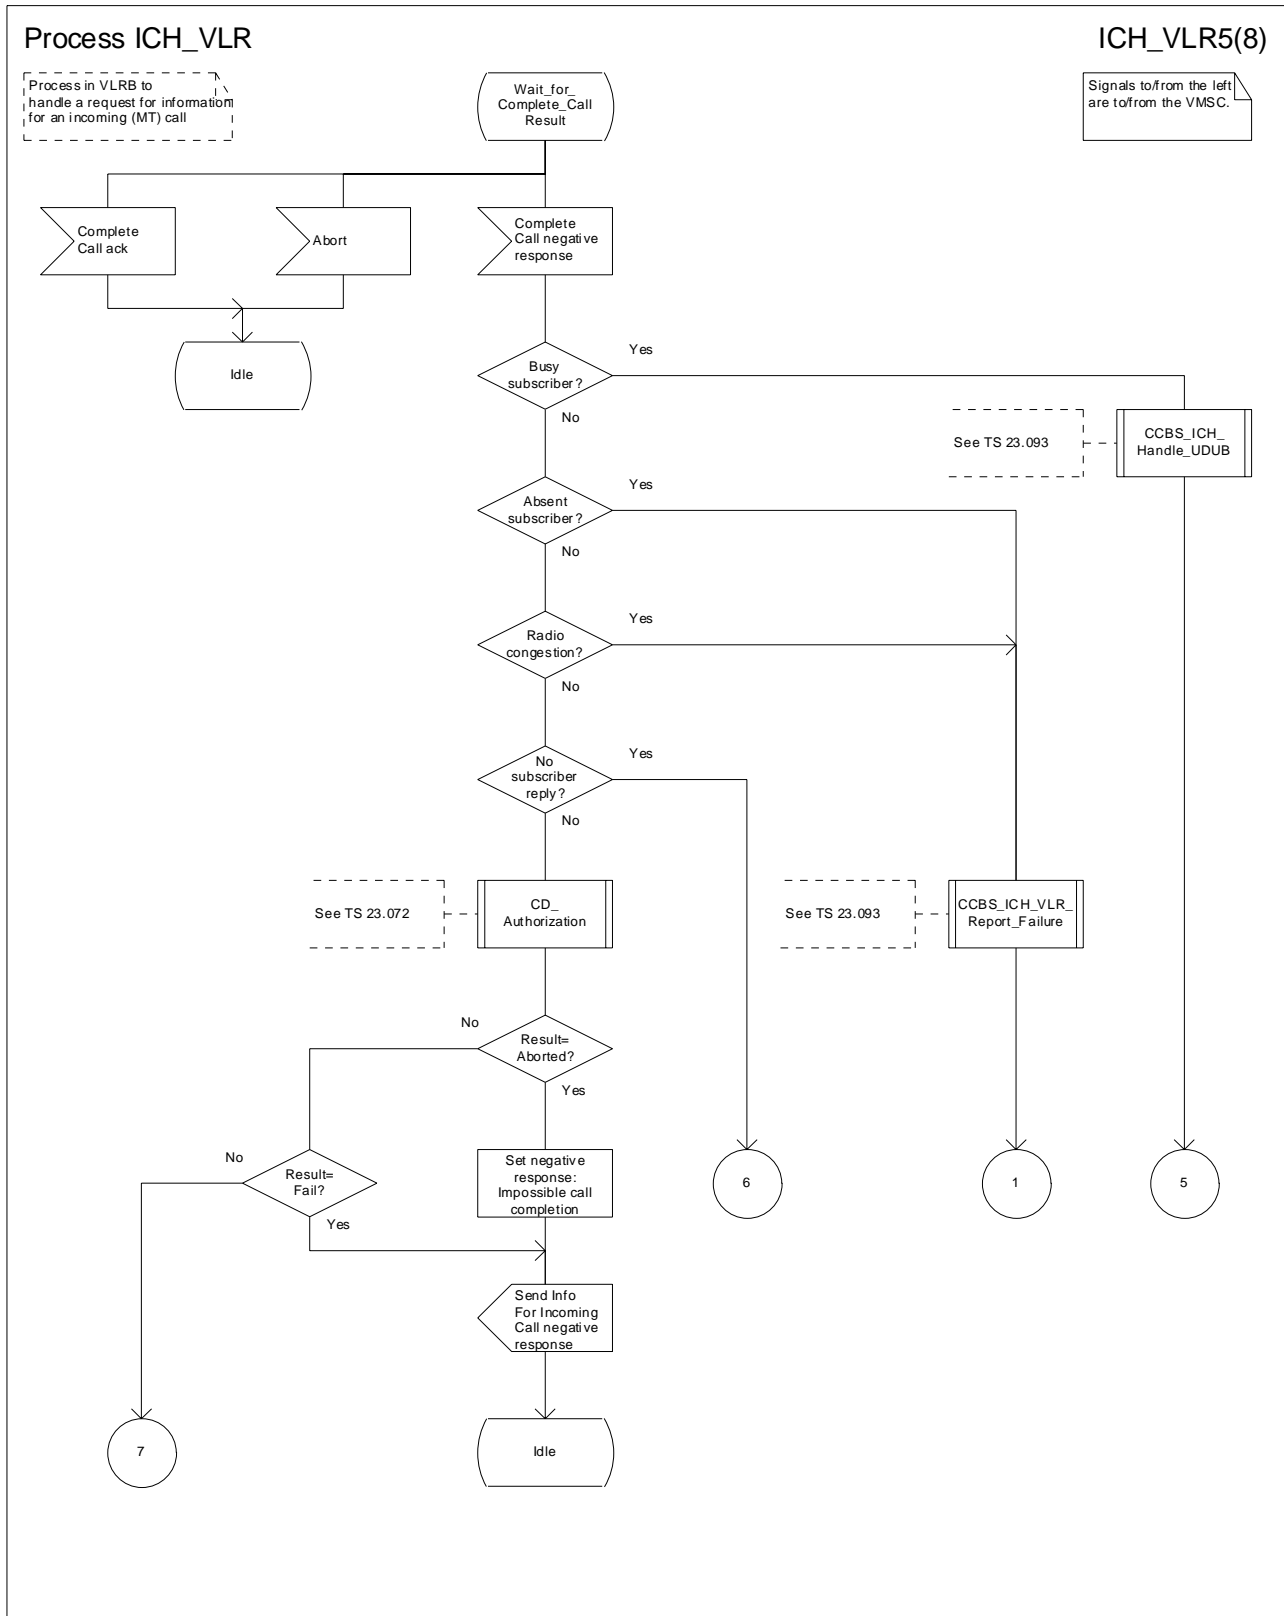 Process ICH_VLR
ICH_VLR5(8)
Process in VLRB to
handle a request for information
for an incoming (MT) call
Wait_for_
Complete_Call
Result
Signals to/from the left
are to/from the VMSC.
Complete
Call ack
Abort
Complete
Call negative
response
Idle
Busy
subscriber?
Yes
No
See TS 23.093
CCBS_ICH_
Handle_UDUB
Absent
subscriber?
Yes
No
Radio
congestion?
Yes
No
No
subscriber
reply?
Yes
No
See TS 23.072
CD_
Authorization
See TS 23.093
CCBS_ICH_VLR_
Report_Failure
Result=
Aborted?
No
Yes
Result=
Fail?
No
Yes
Set negative
response:
Impossible call
completion
6
1
5
Send Info
For Incoming
Call negative
response
7
Idle